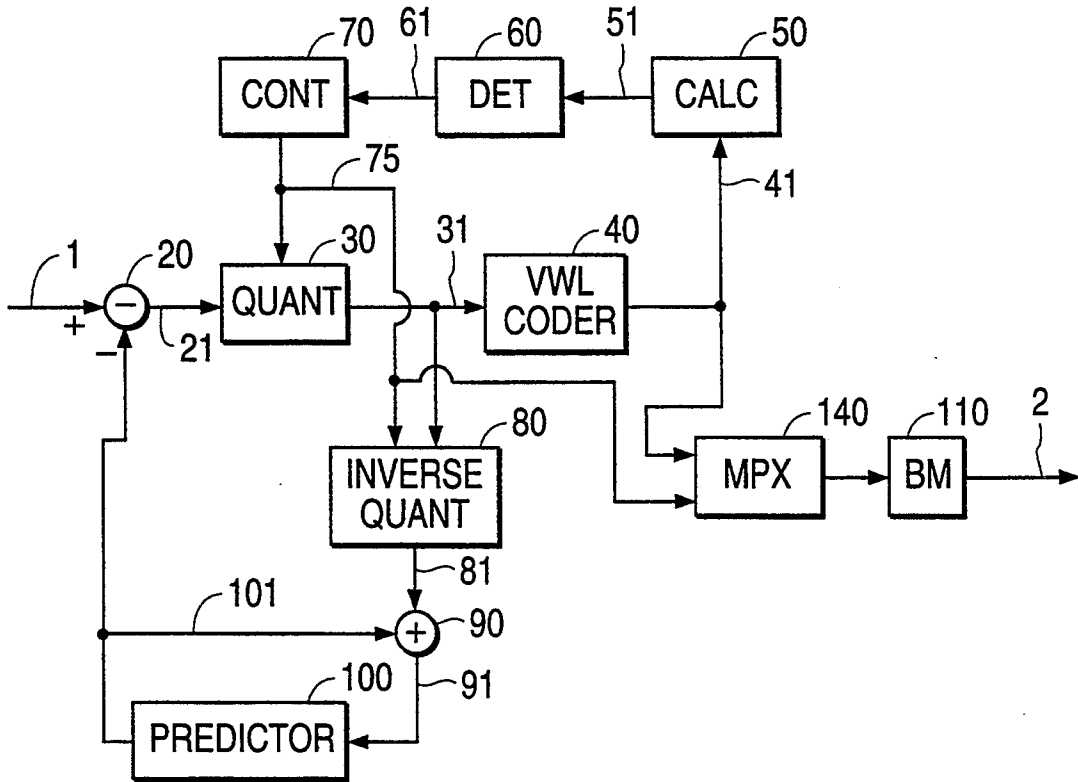 70
61
60
51
50
CONT
DET
CALC
75
41
1
20
30
31
40
−
QUANT
VWL
CODER
+
−
21
80
140
110
2
INVERSE
QUANT
MPX
BM
81
101
+
90
100
91
PREDICTOR